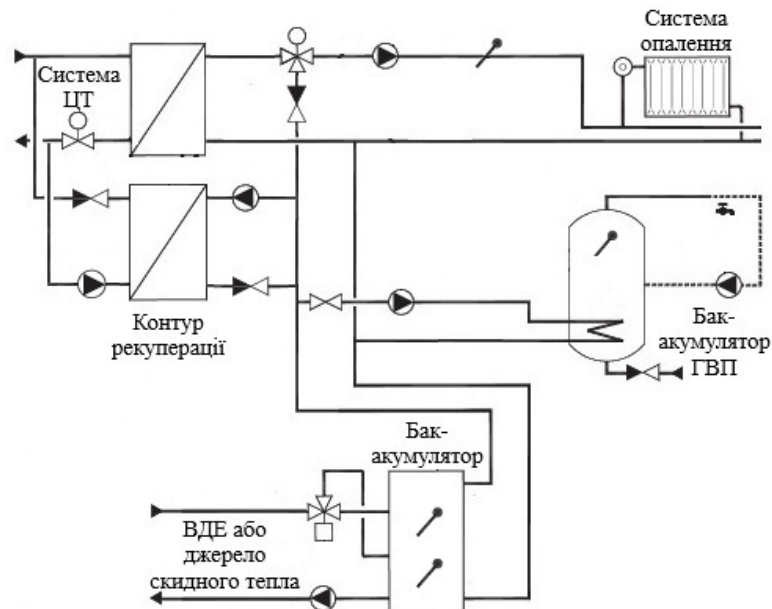 Система
опалення
Система
ЦТ
Контур
рекуперації
Бак-
акумулятор
ГВП
Бак-
акумулятор
ВДЕ або
джерело
скидного тепла